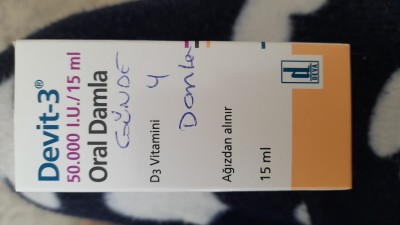 Devit-3®
50.000 I.U./15 ml
Oral Damla
GÜNDE
D3 Vitamini
4
Damla
Ağızdan alınır
15 ml
DEVA